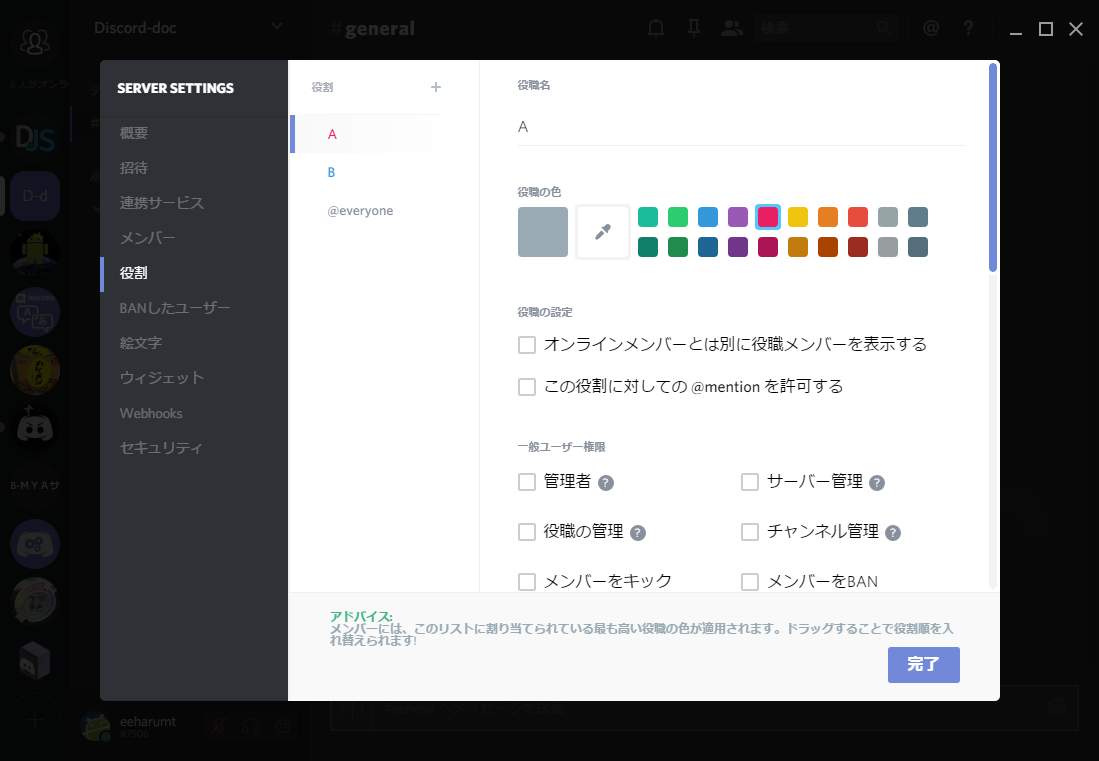 Discord-doc
#general
検索
SERVER SETTINGS
概要
招待
連携サービス
メンバー
役割
BANしたユーザー
絵文字
ウィジェット
Webhooks
セキュリティ
役割
A
B
@everyone
役職名
A
役職の色
役職の設定
オンラインメンバーとは別に役職メンバーを表示する
この役割に対しての @mention を許可する
一般ユーザー権限
管理者 ?
サーバー管理 ?
役職の管理 ?
チャンネル管理 ?
メンバーをキック
メンバーをBAN
アドバイス:
メンバーには、このリストに割り当てられている最も高い役職の色が適用されます。ドラッグすることで役割順を入
れ替えられます!
完了
D-d
B-M Y Aサ
eeharumt
#7506